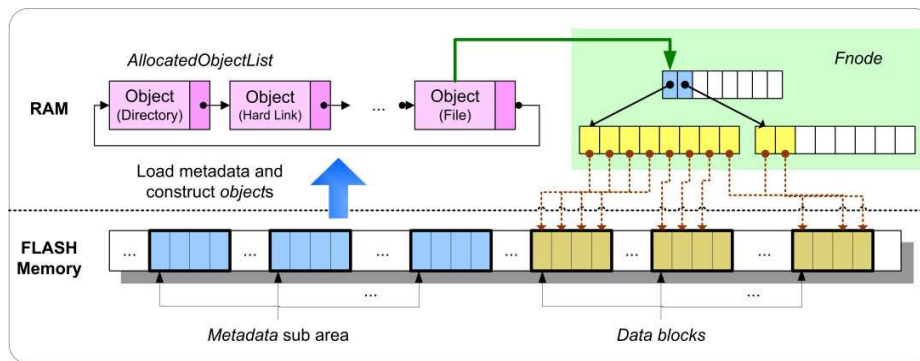 AllocatedObjectList
Fnode
RAM
Object
(Directory)
Object
(Hard Link)
...
Object
(File)
Load metadata and
construct objects
FLASH
Memory
...
...
...
...
...
...
...
...
...
Metadata sub area
Data blocks